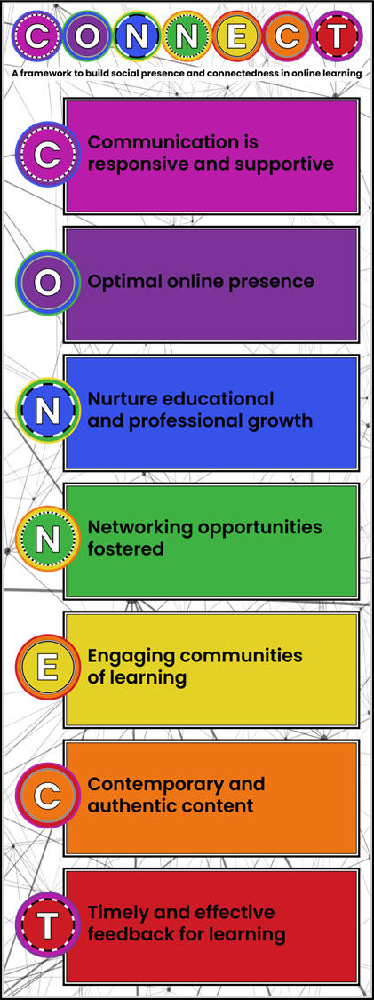 CONNECT
A framework to build social presence and connectedness in online learning
C
Communication is
responsive and supportive
O
Optimal online presence
N
Nurture educational
and professional growth
N
Networking opportunities
fostered
E
Engaging communities
of learning
C
Contemporary and
authentic content
T
Timely and effective
feedback for learning